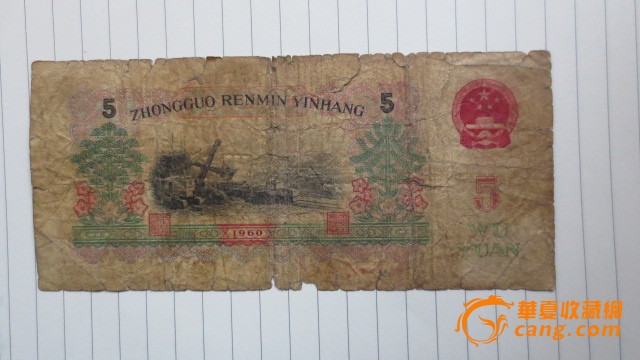 5 ZHONGGUO RENMIN YINHANG 5
5
WU
YUAN
1960
華夏收藏網
cang.com